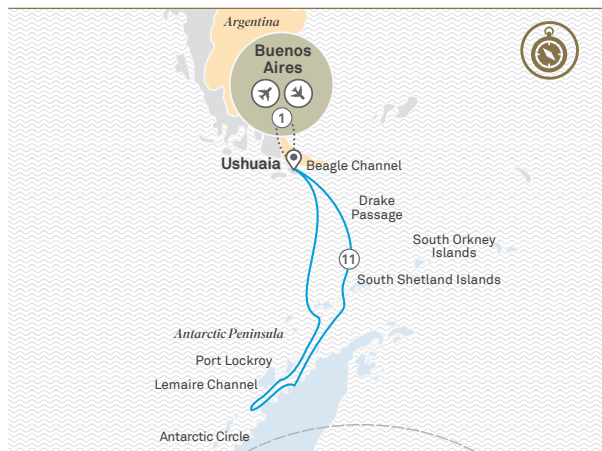 Argentina
Buenos
Aires
1
Ushuaia
Beagle Channel
Drake
Passage
South Orkney
Islands
11
South Shetland Islands
Antarctic Peninsula
Port Lockroy
Lemaire Channel
Antarctic Circle